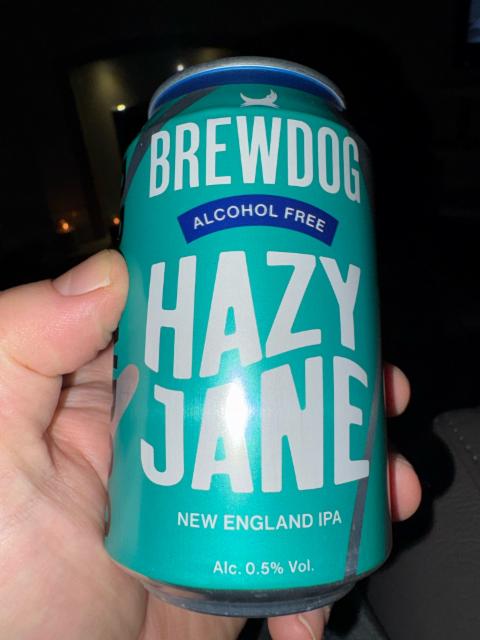 BREWDOG
ALCOHOL FREE
HAZY
JANE
NEW ENGLAND IPA
Alc. 0.5% Vol.